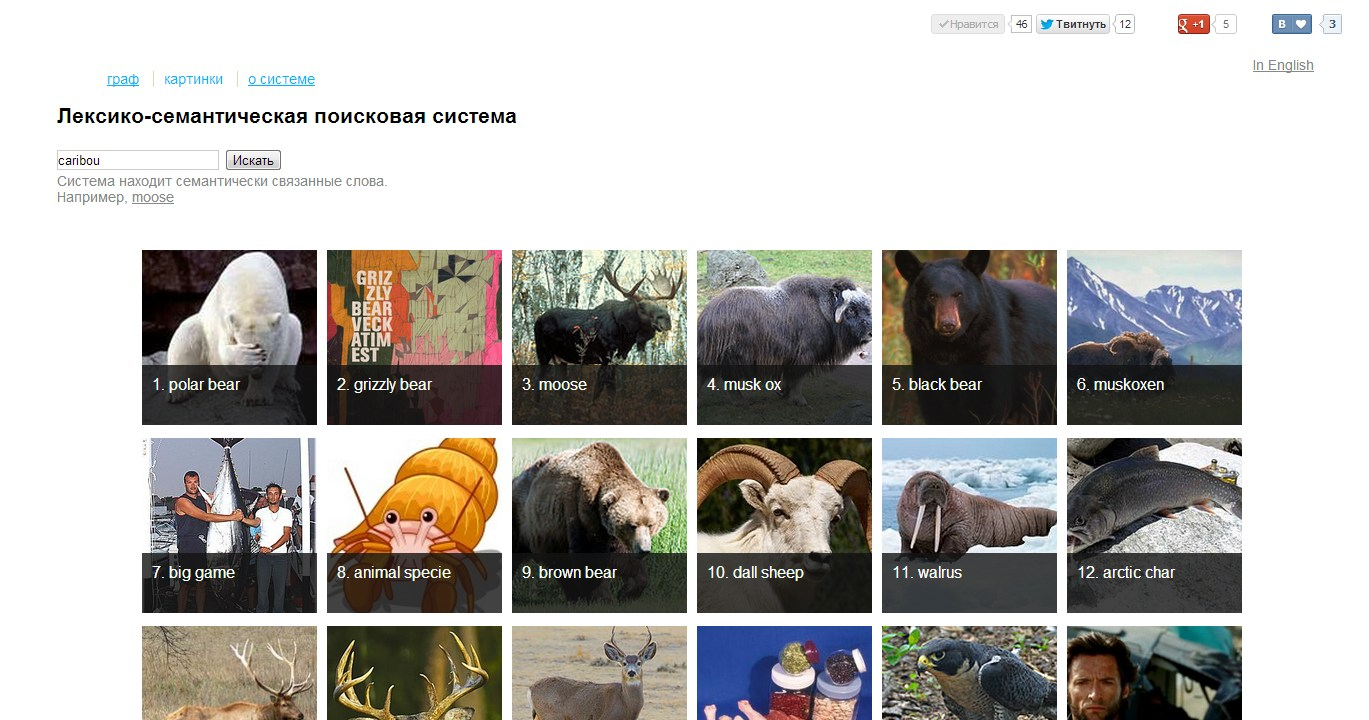 Нравится 46 Твитнуть 12 g +1 5 B 3
In English
граф картинки о системе
Лексико-семантическая поисковая система
caribou Искать
Система находит семантически связанные слова.
Например, moose
GRIZ
ZLY
BEAR
VECK
ATIM
EST
1. polar bear 2. grizzly bear 3. moose 4. musk ox 5. black bear 6. muskoxen
7. big game 8. animal specie 9. brown bear 10. dall sheep 11. walrus 12. arctic char